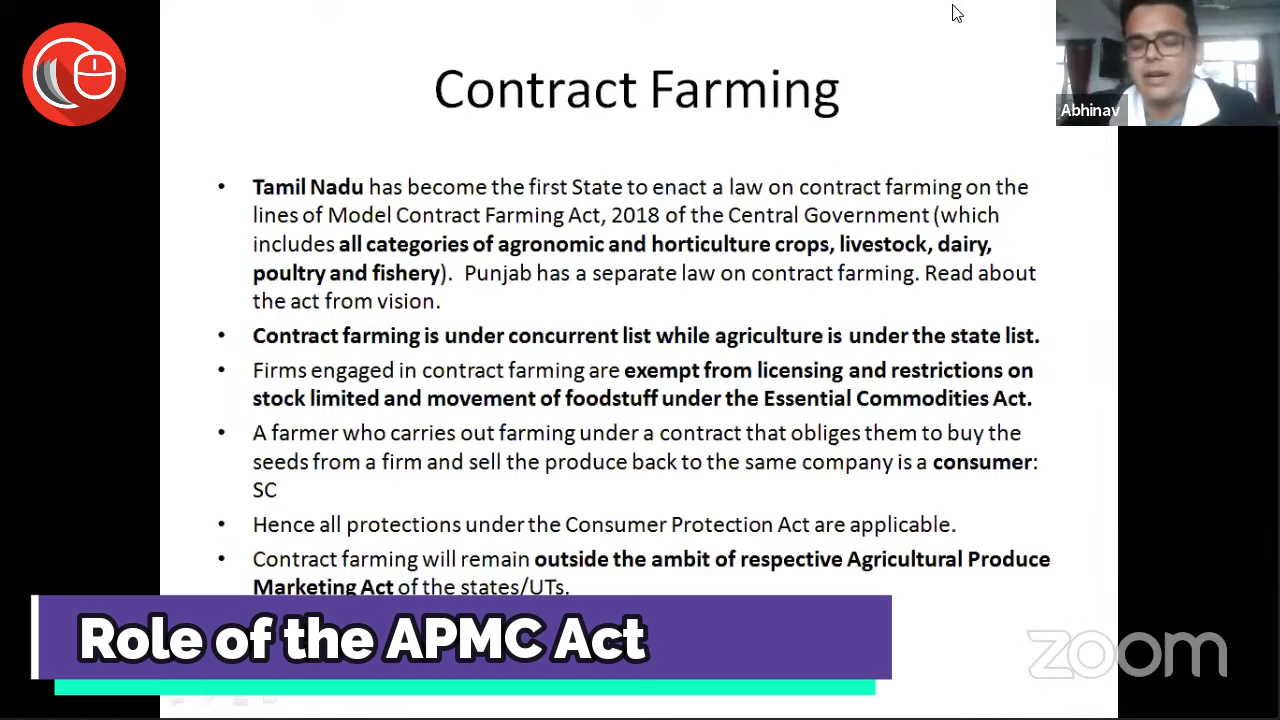 Contract Farming
Abhinav
• Tamil Nadu has become the first State to enact a law on contract farming on the
lines of Model Contract Farming Act, 2018 of the Central Government (which
includes all categories of agronomic and horticulture crops, livestock, dairy,
poultry and fishery). Punjab has a separate law on contract farming. Read about
the act from vision.
• Contract farming is under concurrent list while agriculture is under the state list.
• Firms engaged in contract farming are exempt from licensing and restrictions on
stock limited and movement of foodstuff under the Essential Commodities Act.
• A farmer who carries out farming under a contract that obliges them to buy the
seeds from a firm and sell the produce back to the same company is a consumer:
SC
• Hence all protections under the Consumer Protection Act are applicable.
• Contract farming will remain outside the ambit of respective Agricultural Produce
Marketing Act of the states/UTs.
Role of the APMC Act
zoom